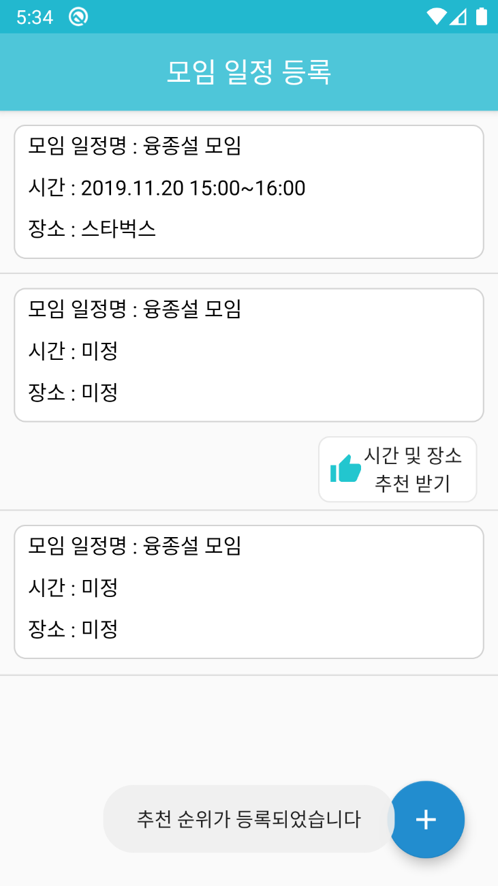 5:34
모임 일정 등록
모임 일정명 : 융종설 모임
시간 : 2019.11.20 15:00~16:00
장소 : 스타벅스
모임 일정명 : 융종설 모임
시간 : 미정
장소 : 미정
시간 및 장소
추천 받기
모임 일정명 : 융종설 모임
시간 : 미정
장소 : 미정
추천 순위가 등록되었습니다